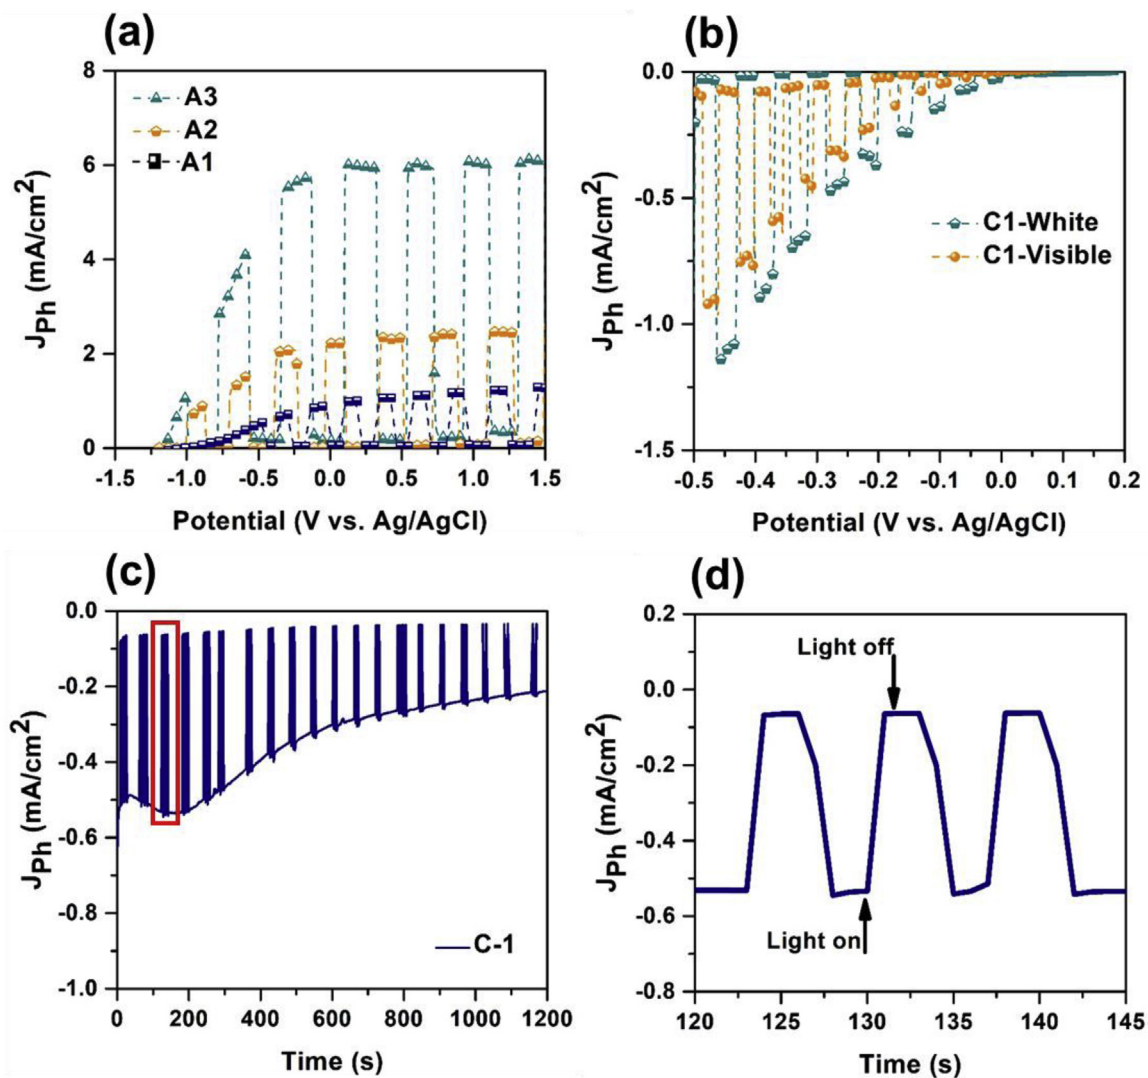 (a)
8
6
4
2
0
J_Ph (mA/cm²)
A3
A2
A1
-1.5 -1.0 -0.5 0.0 0.5 1.0 1.5
Potential (V vs. Ag/AgCl)
(b)
0.0
-0.5
-1.0
-1.5
J_Ph (mA/cm²)
C1-White
C1-Visible
-0.5 -0.4 -0.3 -0.2 -0.1 0.0 0.1 0.2
Potential (V vs. Ag/AgCl)
(c)
0.0
-0.2
-0.4
-0.6
-0.8
-1.0
J_Ph (mA/cm²)
C-1
0 200 400 600 800 1000 1200
Time (s)
(d)
0.2
0.0
-0.2
-0.4
-0.6
-0.8
J_Ph (mA/cm²)
Light off
Light on
120 125 130 135 140 145
Time (s)